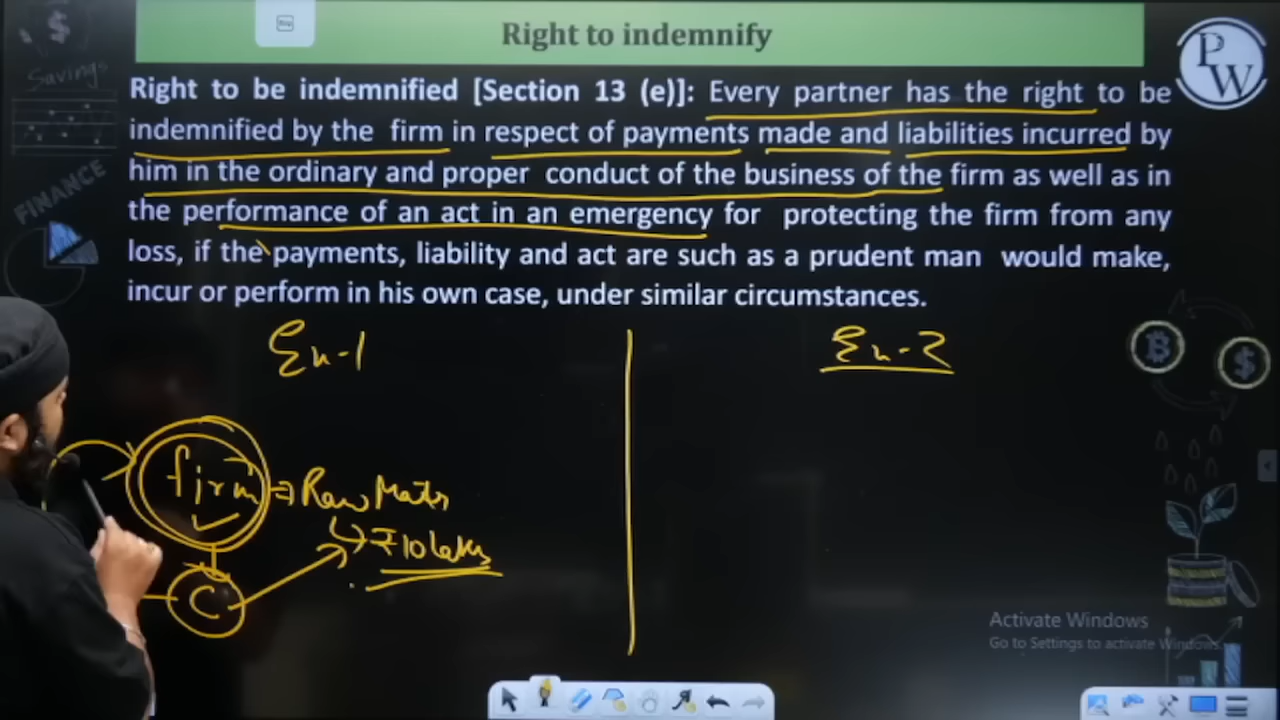 Right to indemnify
PW
Savings
FINANCE
Right to be indemnified [Section 13 (e)]: Every partner has the right to be
indemnified by the firm in respect of payments made and liabilities incurred by
him in the ordinary and proper conduct of the business of the firm as well as in
the performance of an act in an emergency for protecting the firm from any
loss, if the payments, liability and act are such as a prudent man would make,
incur or perform in his own case, under similar circumstances.
Ex-1
Ex-2
firm
⇒ Raw Mats
₹10 lakhs
C
Activate Windows
Go to Settings to activate Windows.